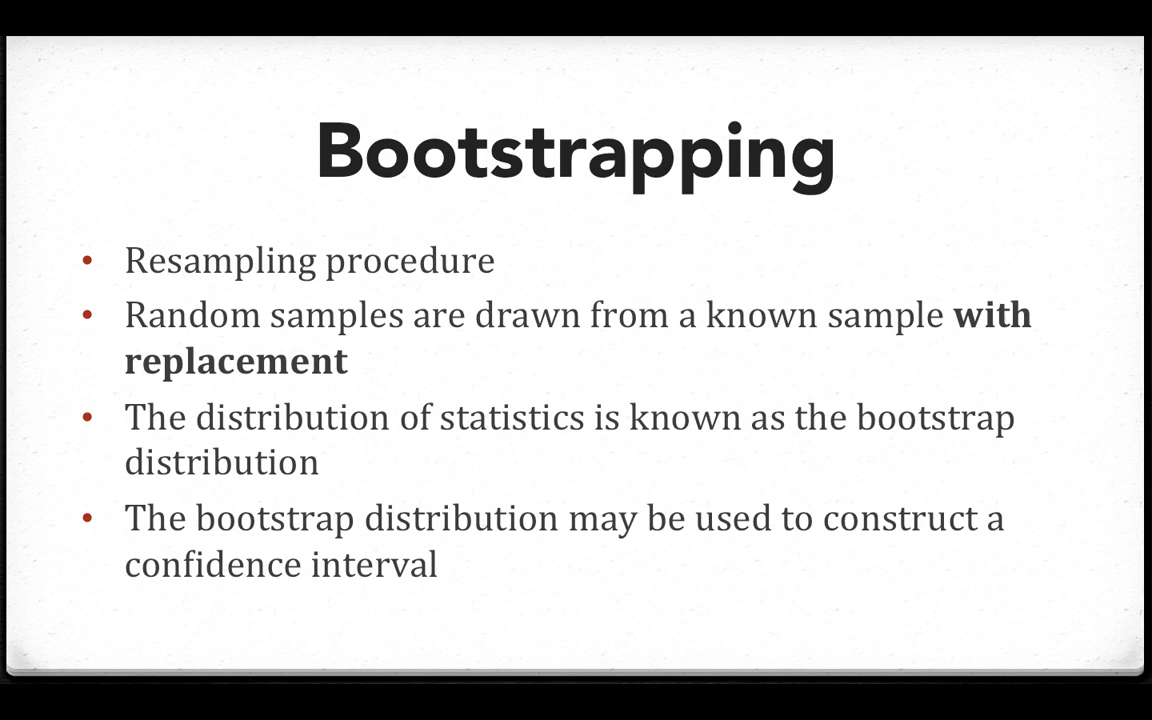 Bootstrapping
• Resampling procedure
• Random samples are drawn from a known sample with
replacement
• The distribution of statistics is known as the bootstrap
distribution
• The bootstrap distribution may be used to construct a
confidence interval